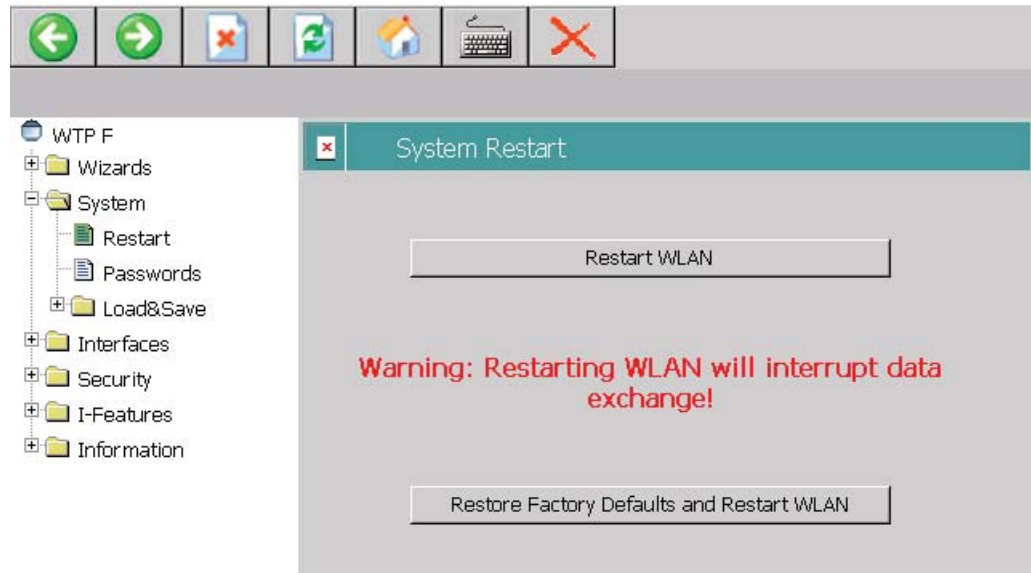 WTP F
Wizards
System
Restart
Passwords
Load&Save
Interfaces
Security
I-Features
Information
System Restart
Restart WLAN
Warning: Restarting WLAN will interrupt data
exchange!
Restore Factory Defaults and Restart WLAN